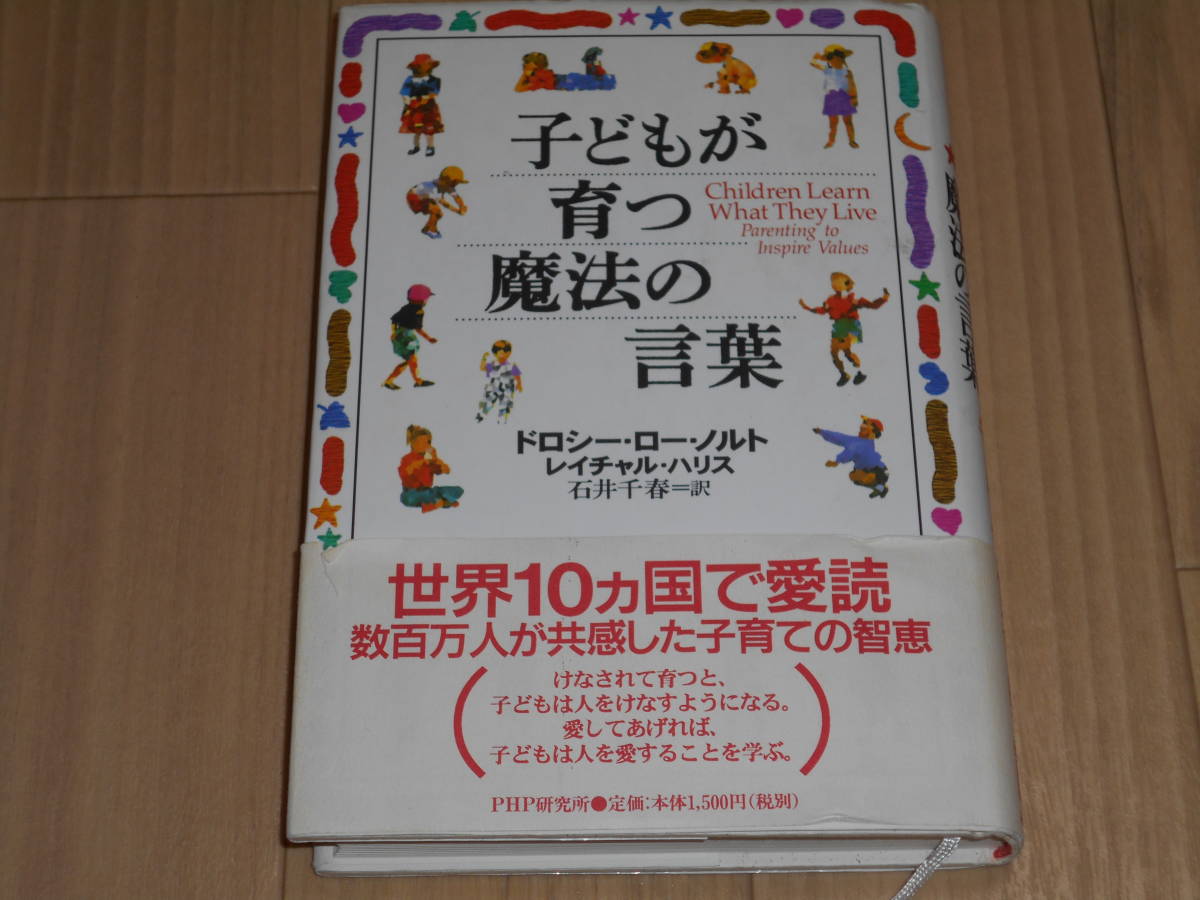 子どもが
育つ
魔法の
言葉
Children Learn
What They Live
Parenting to
Inspire Values
ドロシー・ロー・ノルト
レイチャル・ハリス
石井千春＝訳
世界10ヵ国で愛読
数百万人が共感した子育ての智恵
けなされて育つと、
子どもは人をけなすようになる。
愛してあげれば、
子どもは人を愛することを学ぶ。
PHP研究所●定価：本体1,500円（税別）
魔法の言葉